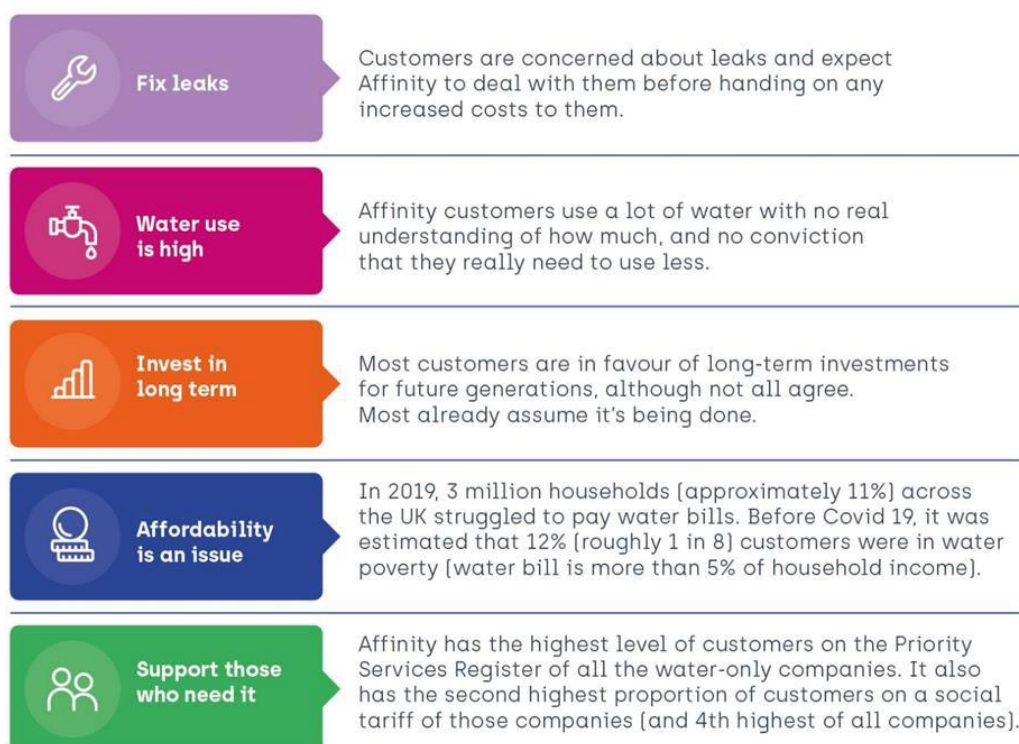 Fix leaks
Customers are concerned about leaks and expect
Affinity to deal with them before handing on any
increased costs to them.
Water use
is high
Affinity customers use a lot of water with no real
understanding of how much, and no conviction
that they really need to use less.
Invest in
long term
Most customers are in favour of long-term investments
for future generations, although not all agree.
Most already assume it’s being done.
Affordability
is an issue
In 2019, 3 million households (approximately 11%) across
the UK struggled to pay water bills. Before Covid 19, it was
estimated that 12% (roughly 1 in 8) customers were in water
poverty (water bill is more than 5% of household income).
Support those
who need it
Affinity has the highest level of customers on the Priority
Services Register of all the water-only companies. It also
has the second highest proportion of customers on a social
tariff of those companies (and 4th highest of all companies).